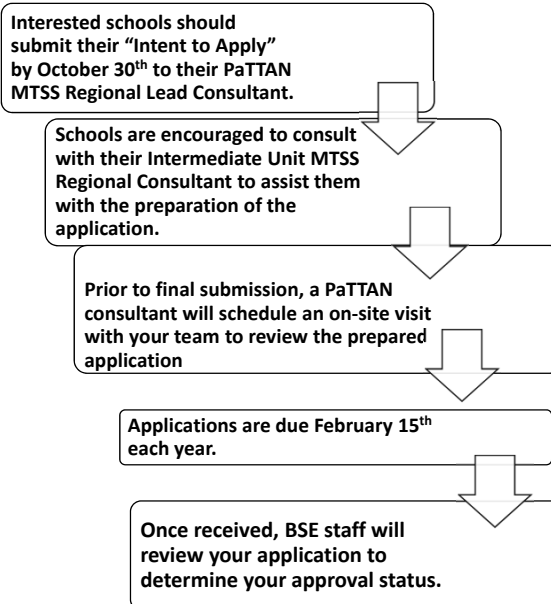 Interested schools should
submit their “Intent to Apply”
by October 30th to their PaTTAN
MTSS Regional Lead Consultant.
Schools are encouraged to consult
with their Intermediate Unit MTSS
Regional Consultant to assist them
with the preparation of the
application.
Prior to final submission, a PaTTAN
consultant will schedule an on-site visit
with your team to review the prepared
application
Applications are due February 15th
each year.
Once received, BSE staff will
review your application to
determine your approval status.